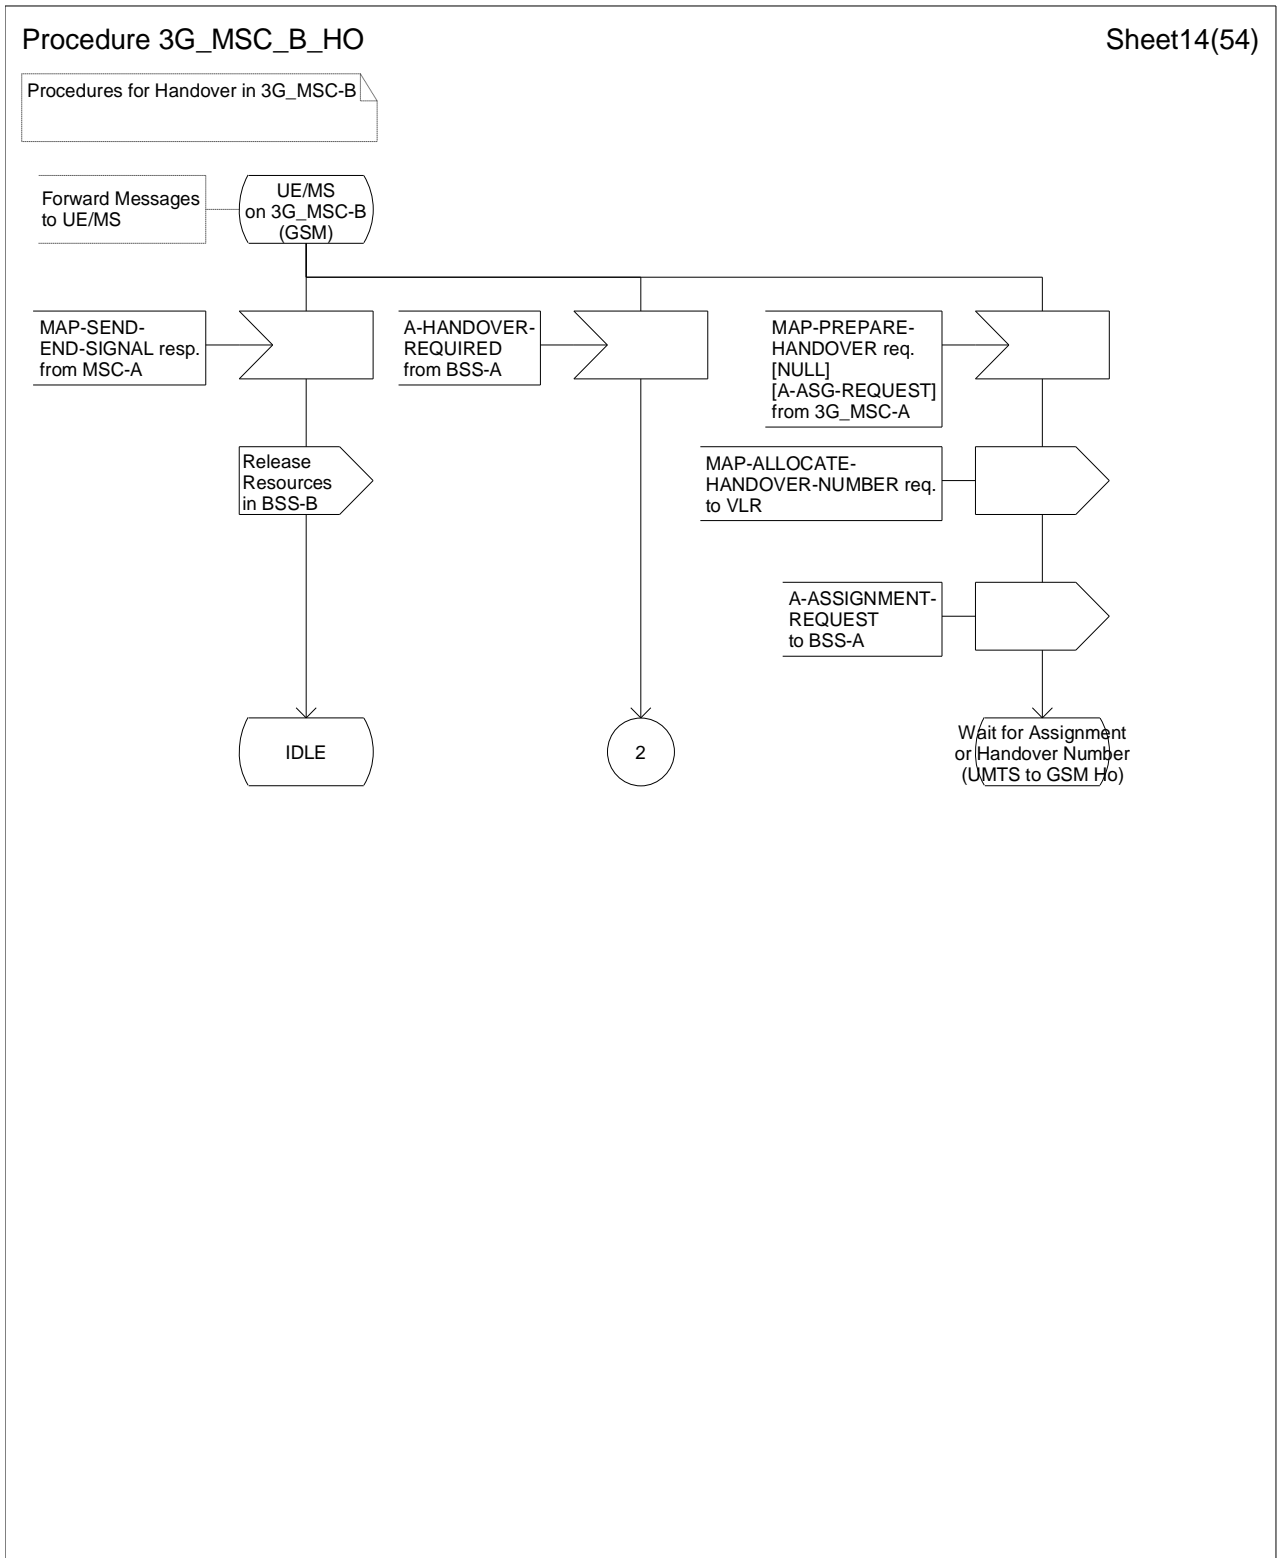 Procedure 3G_MSC_B_HO
Sheet14(54)
Procedures for Handover in 3G_MSC-B
Forward Messages
to UE/MS
UE/MS
on 3G_MSC-B
(GSM)
MAP-SEND-
END-SIGNAL resp.
from MSC-A
A-HANDOVER-
REQUIRED
from BSS-A
MAP-PREPARE-
HANDOVER req.
[NULL]
[A-ASG-REQUEST]
from 3G_MSC-A
Release
Resources
in BSS-B
MAP-ALLOCATE-
HANDOVER-NUMBER req.
to VLR
A-ASSIGNMENT-
REQUEST
to BSS-A
IDLE
2
Wait for Assignment
or Handover Number
(UMTS to GSM Ho)